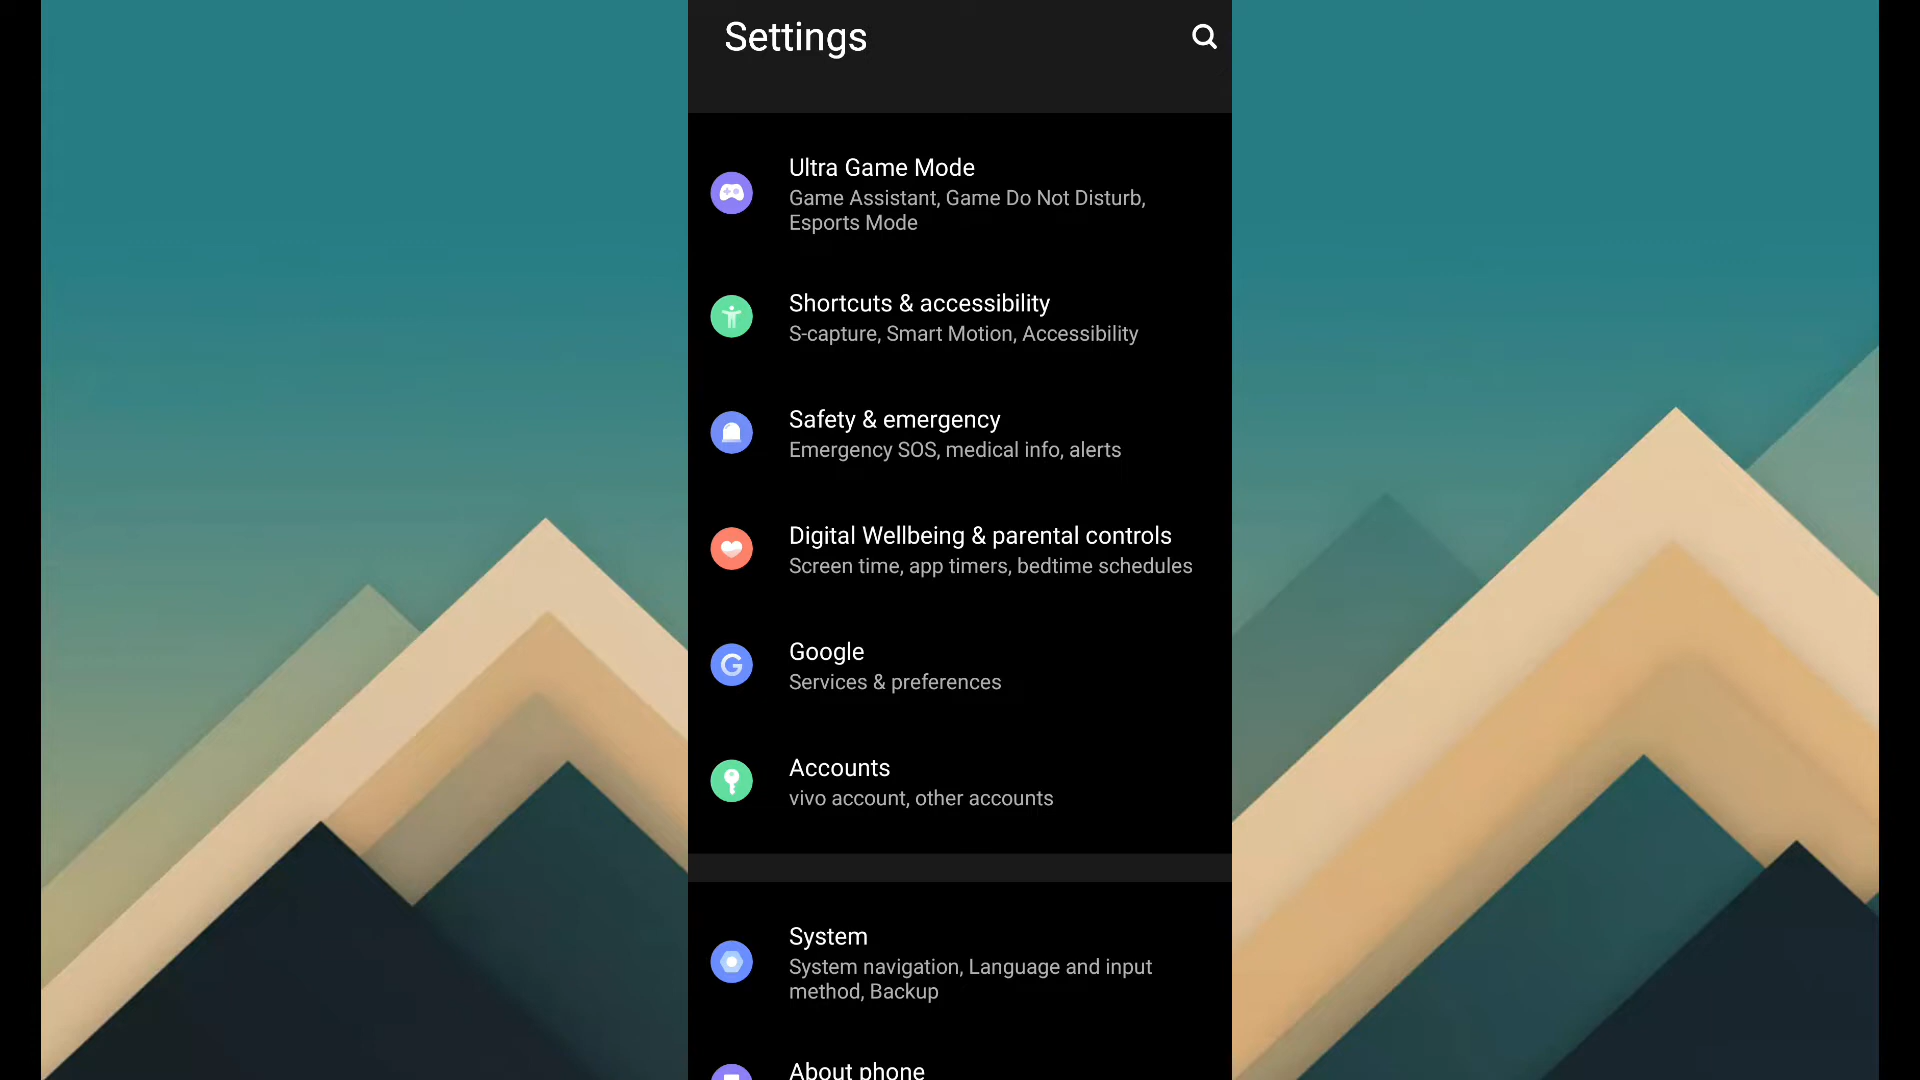 Settings
Ultra Game Mode
Game Assistant, Game Do Not Disturb,
Esports Mode
Shortcuts & accessibility
S-capture, Smart Motion, Accessibility
Safety & emergency
Emergency SOS, medical info, alerts
Digital Wellbeing & parental controls
Screen time, app timers, bedtime schedules
Google
Services & preferences
Accounts
vivo account, other accounts
System
System navigation, Language and input
method, Backup
About phone